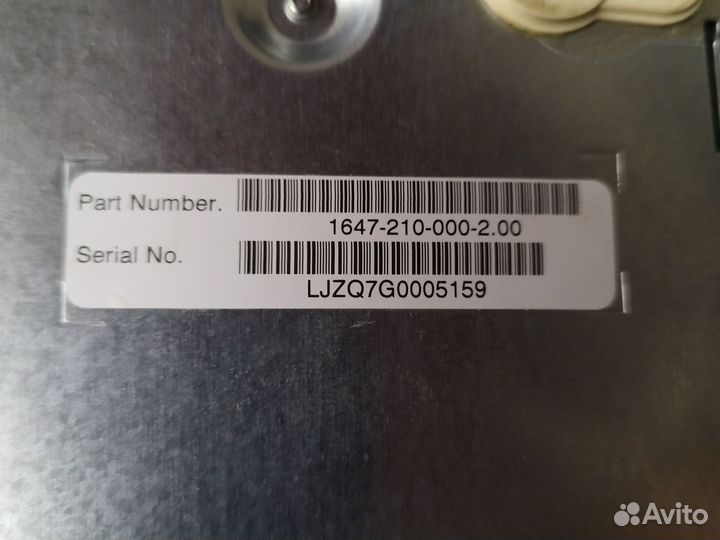 Part Number.
1647-210-000-2.00
Serial No.
LJZQ7G0005159
Avito